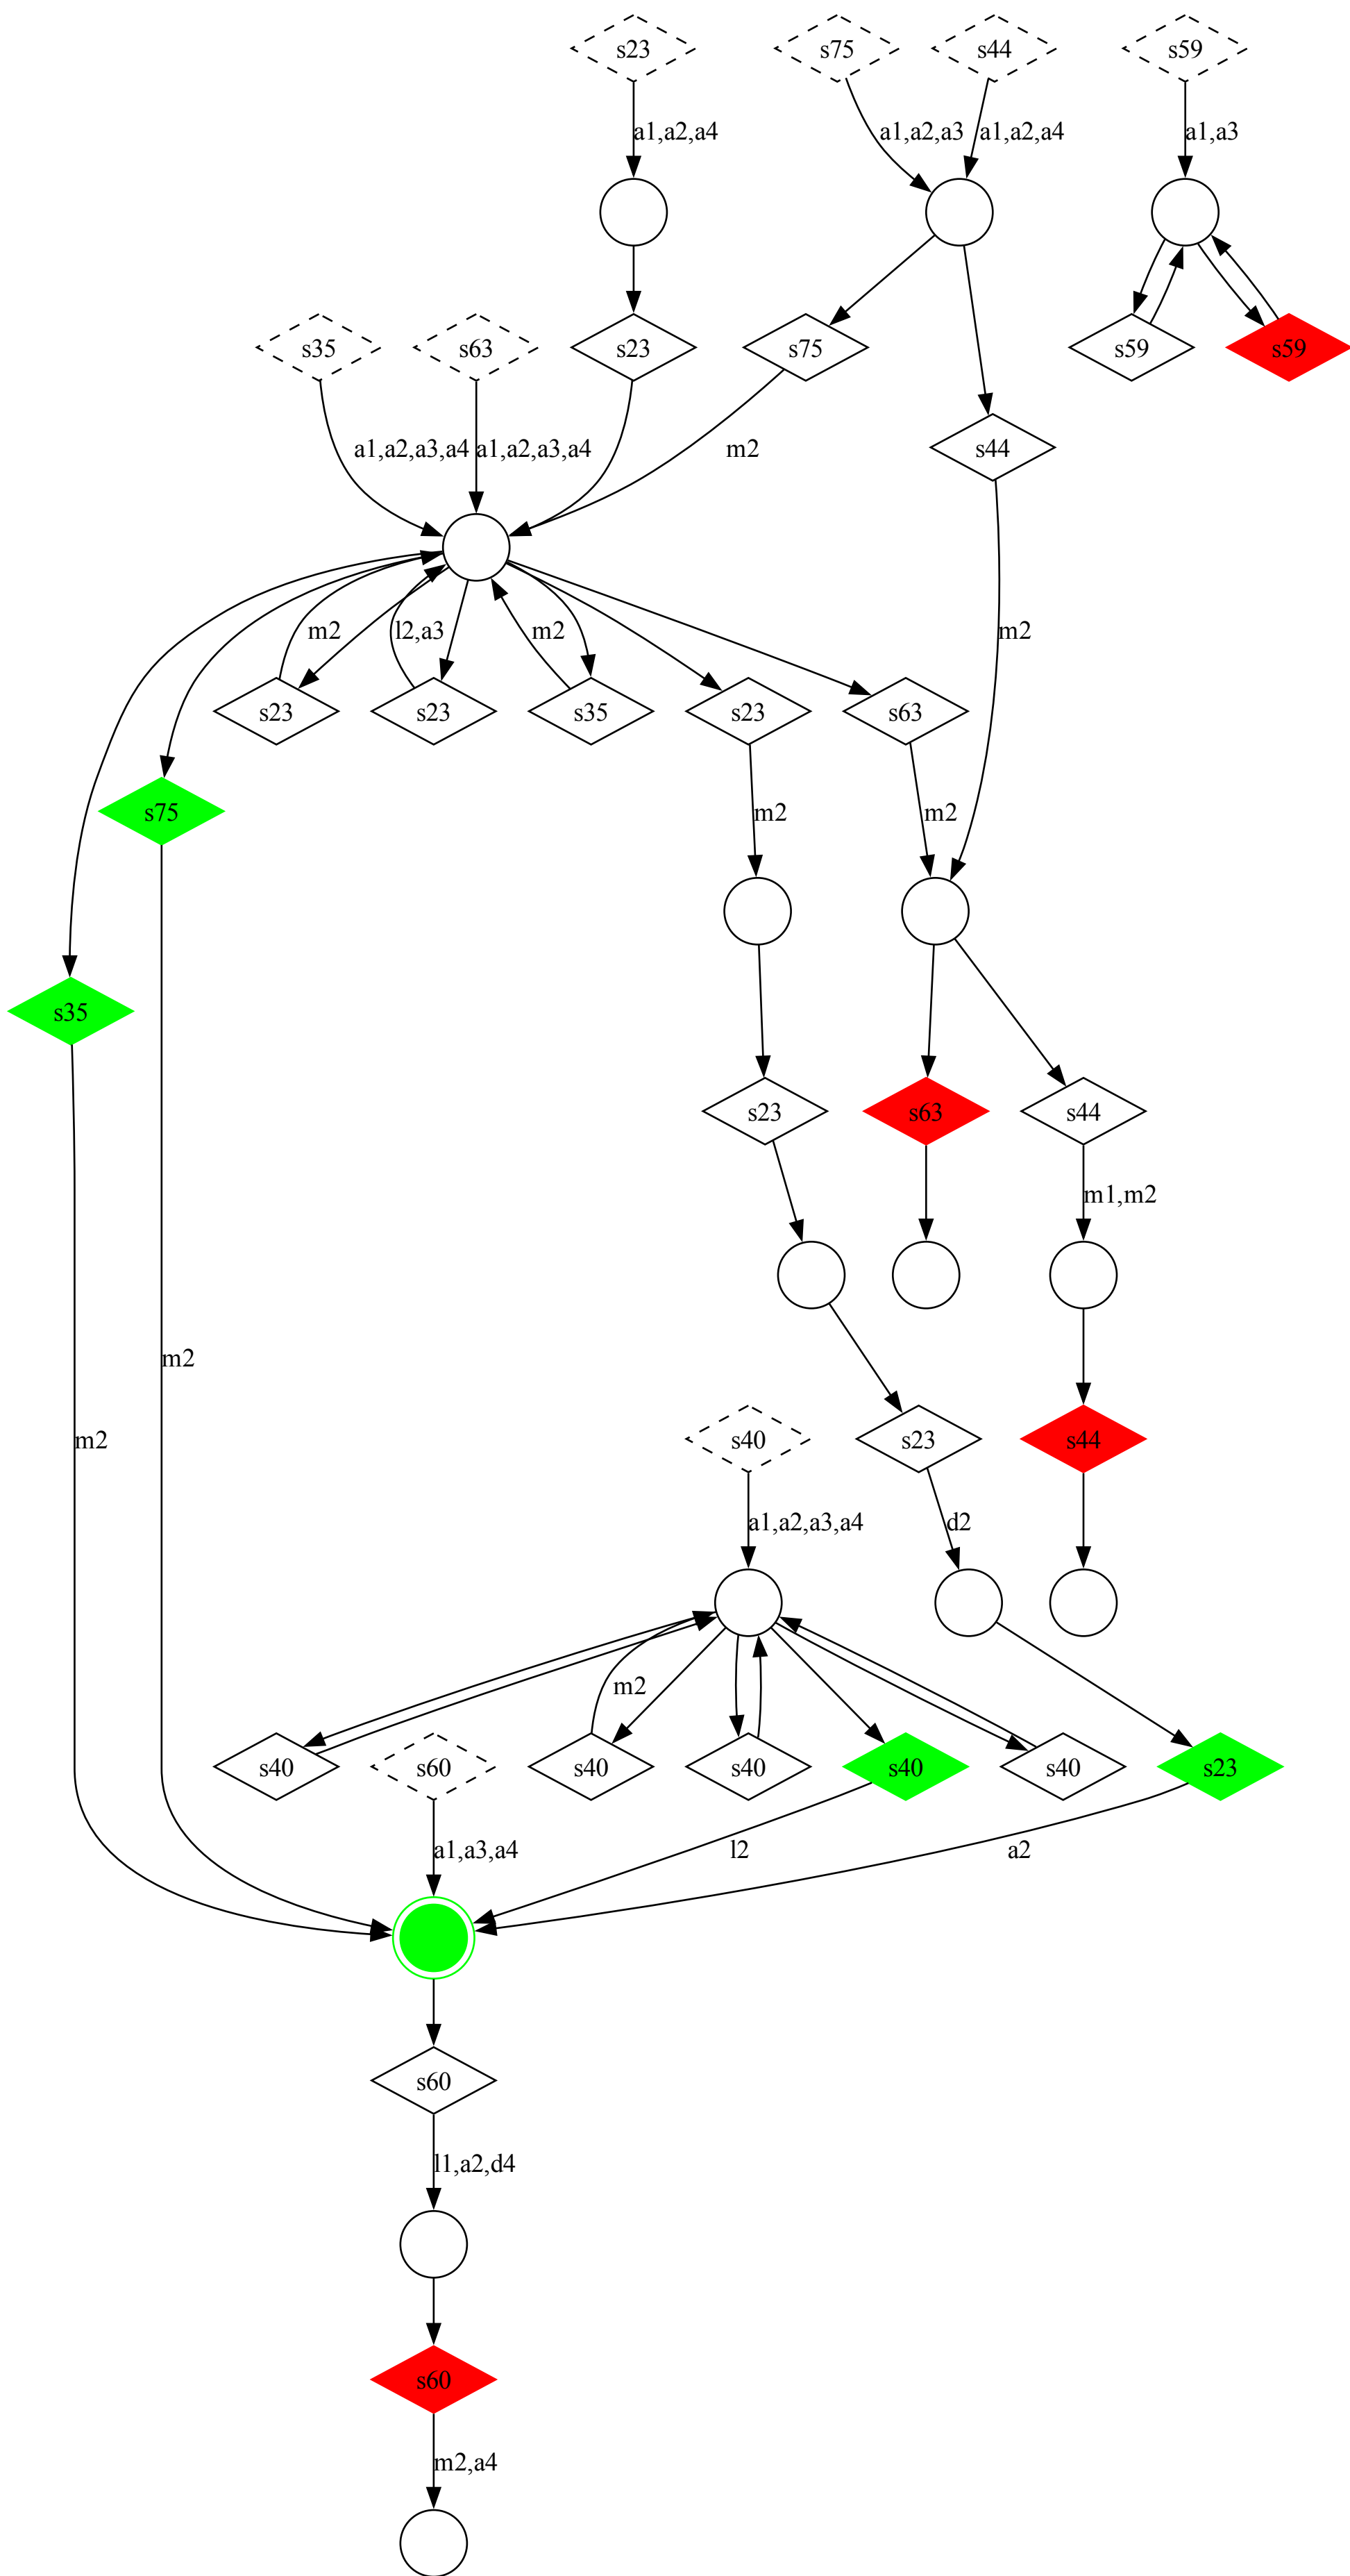 s23
s75
s44
s59
a1,a2,a4
a1,a2,a3
a1,a2,a4
a1,a3
s35
s63
s23
s75
s59
s59
a1,a2,a3,a4
a1,a2,a3,a4
m2
s44
m2
l2,a3
m2
m2
s23
s23
s35
s23
s63
s75
m2
m2
s35
s23
s63
s44
m1,m2
m2
m2
s40
s23
s44
a1,a2,a3,a4
d2
m2
s40
s60
s40
s40
s40
s40
s23
a1,a3,a4
l2
a2
s60
l1,a2,d4
s60
m2,a4